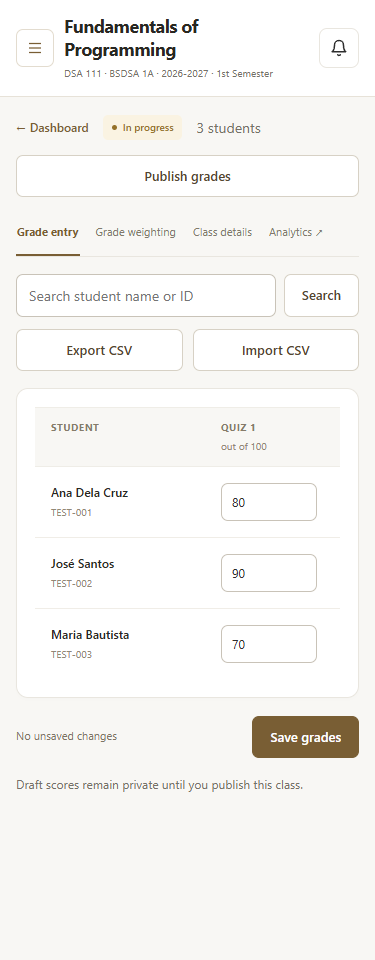 Fundamentals of
Programming
DSA 111 · BSDSA 1A · 2026-2027 · 1st Semester
← Dashboard
In progress
3 students
Publish grades
Grade entry
Grade weighting
Class details
Analytics ↗
Search student name or ID
Search
Export CSV
Import CSV
STUDENT
QUIZ 1
out of 100
Ana Dela Cruz
TEST-001
80
José Santos
TEST-002
90
Maria Bautista
TEST-003
70
No unsaved changes
Save grades
Draft scores remain private until you publish this class.